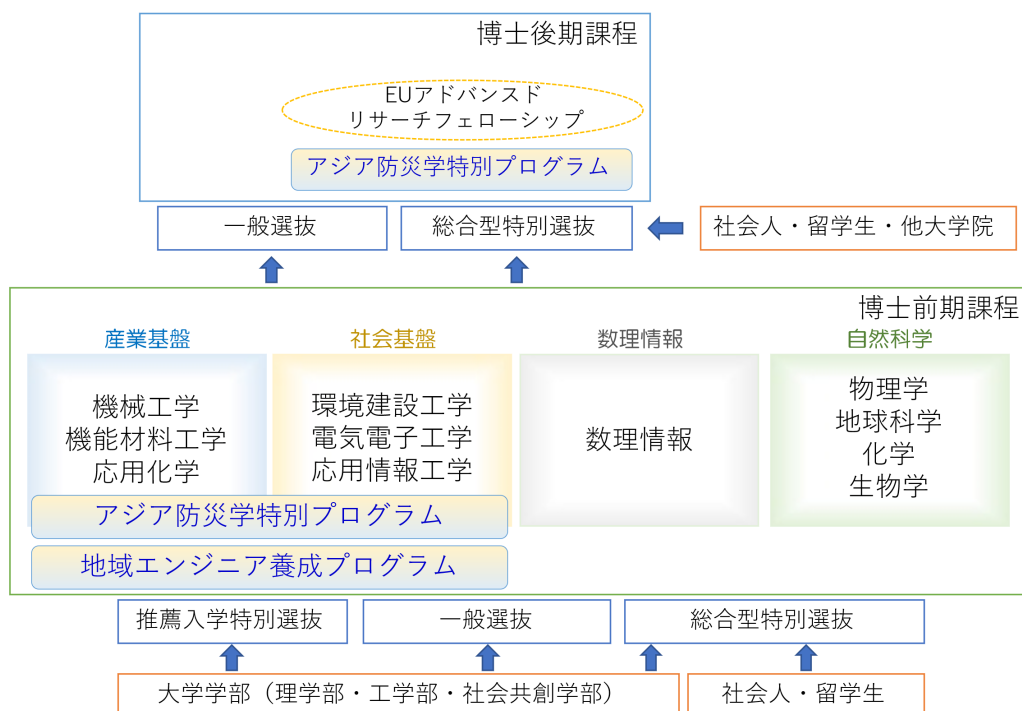 博士後期課程
EUアドバンスド
リサーチフェローシップ
アジア防災学特別プログラム
一般選抜
総合型特別選抜
社会人・留学生・他大学院
博士前期課程
産業基盤
社会基盤
数理情報
自然科学
機械工学
機能材料工学
応用化学
環境建設工学
電気電子工学
応用情報工学
数理情報
物理学
地球科学
化学
生物学
アジア防災学特別プログラム
地域エンジニア養成プログラム
推薦入学特別選抜
一般選抜
総合型特別選抜
大学学部（理学部・工学部・社会共創学部）
社会人・留学生